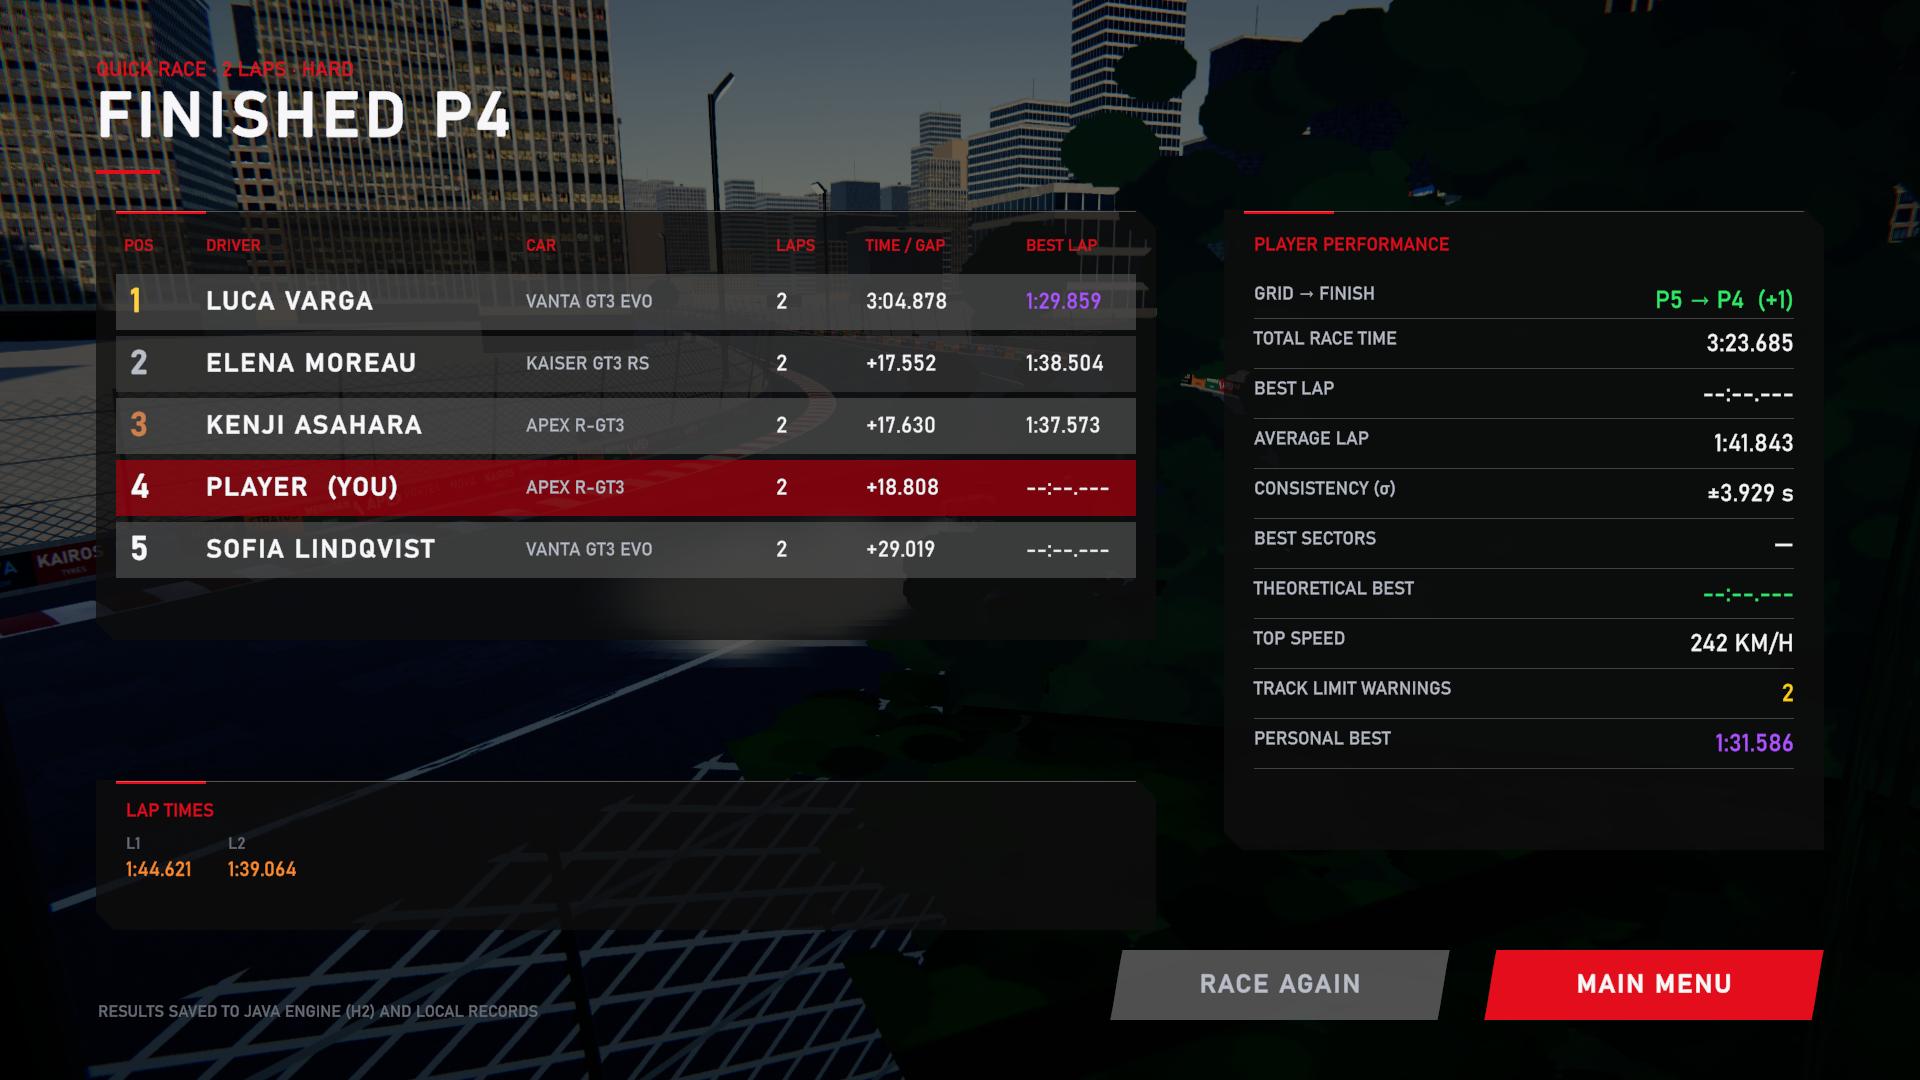 QUICK RACE · 2 LAPS · HARD
FINISHED P4
POS DRIVER CAR LAPS TIME / GAP BEST LAP
1 LUCA VARGA VANTA GT3 EVO 2 3:04.878 1:29.859
2 ELENA MOREAU KAISER GT3 RS 2 +17.552 1:38.504
3 KENJI ASAHARA APEX R-GT3 2 +17.630 1:37.573
4 PLAYER (YOU) APEX R-GT3 2 +18.808 --:--.---
5 SOFIA LINDQVIST VANTA GT3 EVO 2 +29.019 --:--.---
KAIROS
TYRES
LAP TIMES
L1 L2
1:44.621 1:39.064
RESULTS SAVED TO JAVA ENGINE (H2) AND LOCAL RECORDS
PLAYER PERFORMANCE
GRID → FINISH P5 → P4 (+1)
TOTAL RACE TIME 3:23.685
BEST LAP --:--.---
AVERAGE LAP 1:41.843
CONSISTENCY (σ) ±3.929 s
BEST SECTORS —
THEORETICAL BEST --:--.---
TOP SPEED 242 KM/H
TRACK LIMIT WARNINGS 2
PERSONAL BEST 1:31.586
RACE AGAIN
MAIN MENU